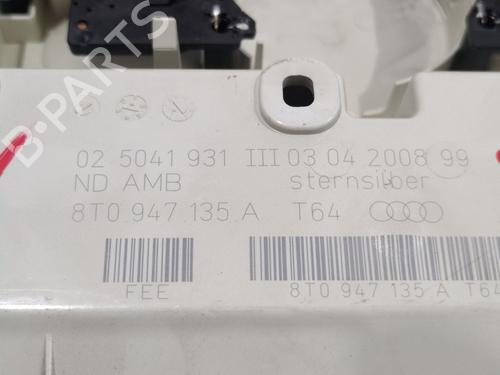 02 5041 931 III 03 04 2008 99
ND AMB sternsilber
8T0 947 135 A T64
FEE 8T0 947 135 A T64
B-PARTS